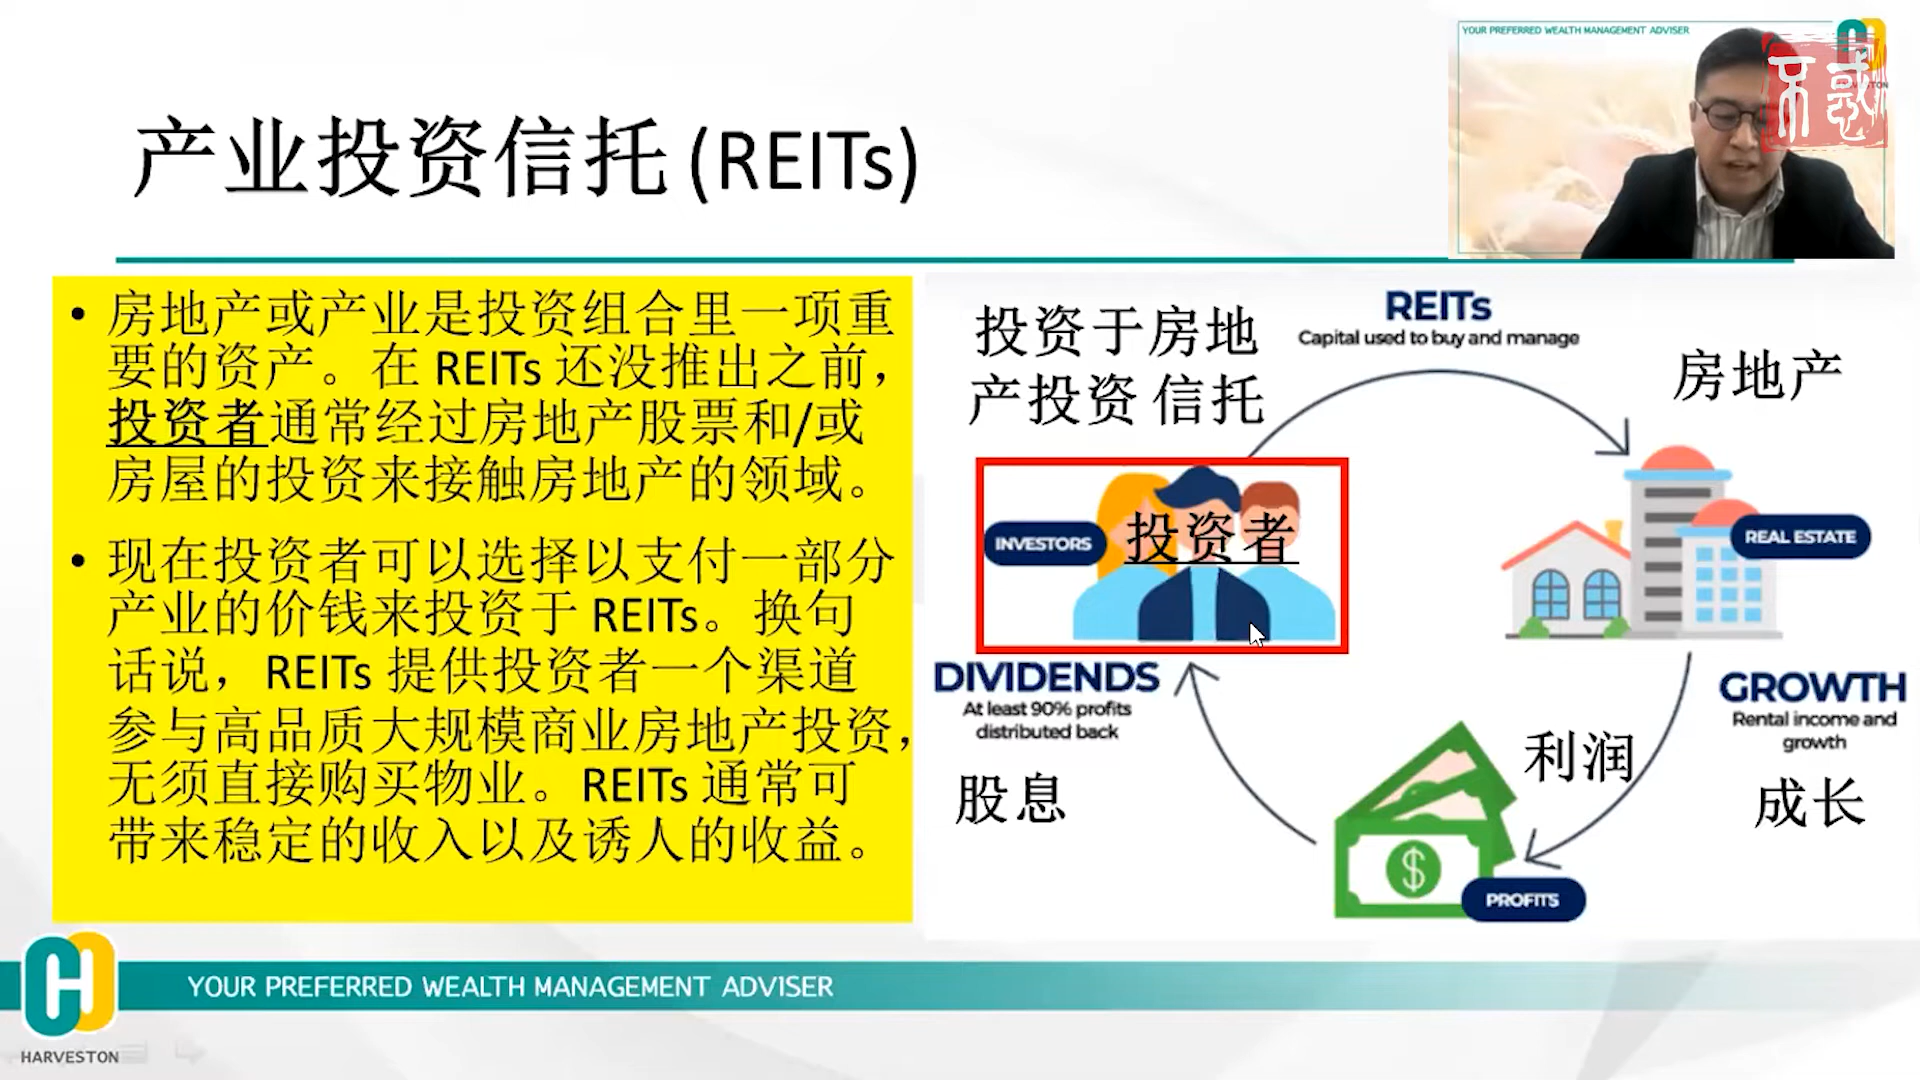 YOUR PREFERRED WEALTH MANAGEMENT ADVISER
不惑
产业投资信托 (REITs)
• 房地产或产业是投资组合里一项重
要的资产。在 REITs 还没推出之前，
投资者通常经过房地产股票和/或
房屋的投资来接触房地产的领域。
• 现在投资者可以选择以支付一部分
产业的价钱来投资于 REITs。换句
话说，REITs 提供投资者一个渠道
参与高品质大规模商业房地产投资，
无须直接购买物业。REITs 通常可
带来稳定的收入以及诱人的收益。
投资于房地
产投资 信托
REITs
Capital used to buy and manage
房地产
INVESTORS
投资者
REAL ESTATE
DIVIDENDS
At least 90% profits
distributed back
股息
GROWTH
Rental income and
growth
成长
利润
PROFITS
YOUR PREFERRED WEALTH MANAGEMENT ADVISER
HARVESTON